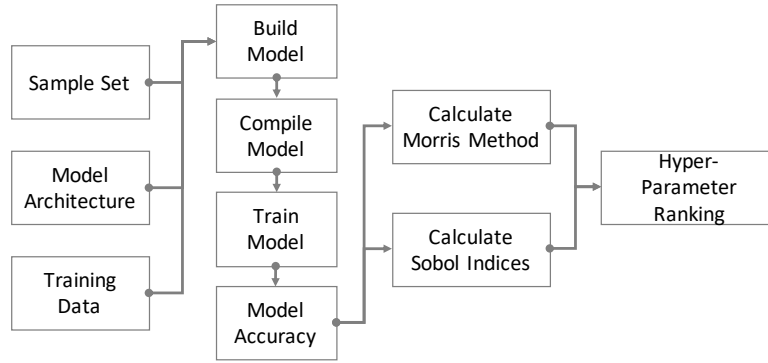 Sample Set
Model
Architecture
Training
Data
Build
Model
Compile
Model
Train
Model
Model
Accuracy
Calculate
Morris Method
Calculate
Sobol Indices
Hyper-
Parameter
Ranking